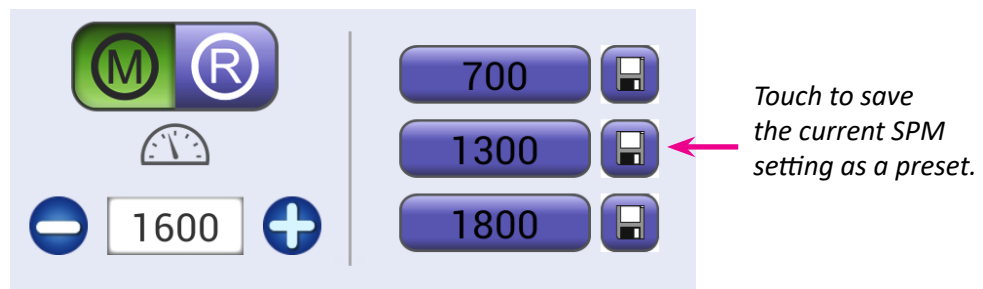 M R
1600
700
1300
1800
Touch to save
the current SPM
setting as a preset.